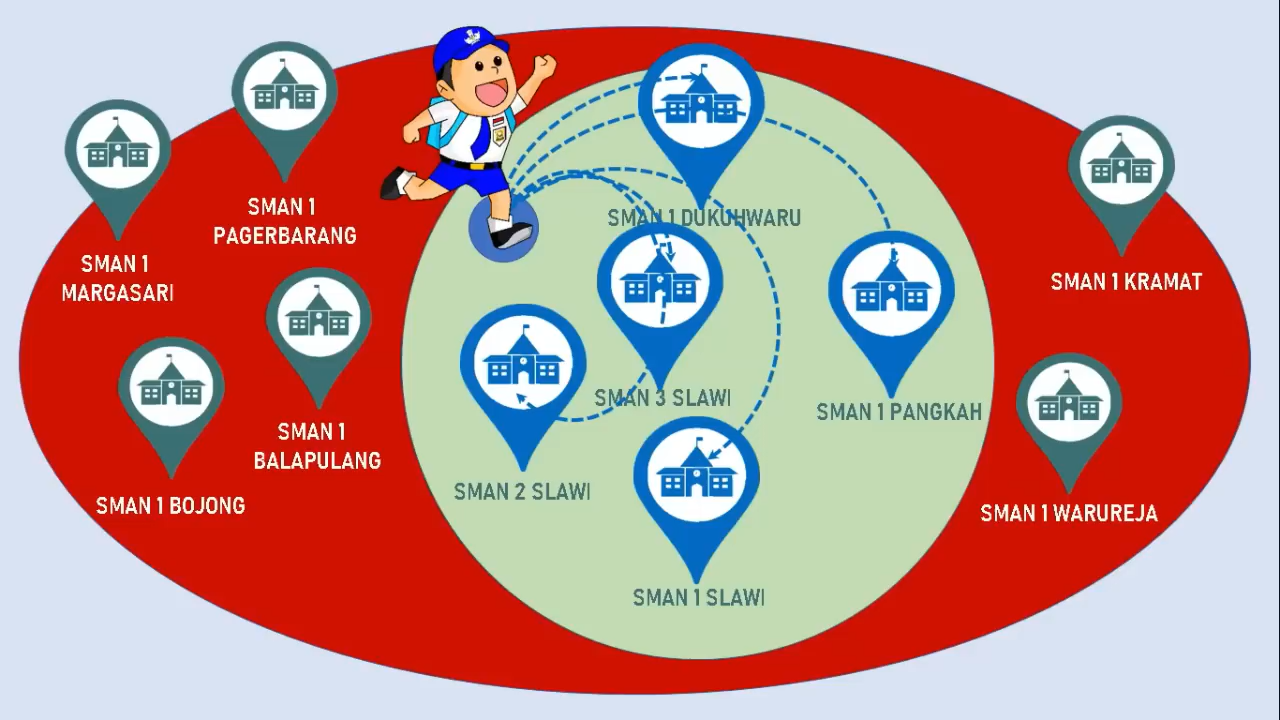 SMAN 1
MARGASARI
SMAN 1
PAGERBARANG
SMAN 1 BOJONG
SMAN 1
BALAPULANG
SMAN 1 DUKUHWARU
SMAN 3 SLAWI
SMAN 2 SLAWI
SMAN 1 SLAWI
SMAN 1 PANGKAH
SMAN 1 KRAMAT
SMAN 1 WARUREJA